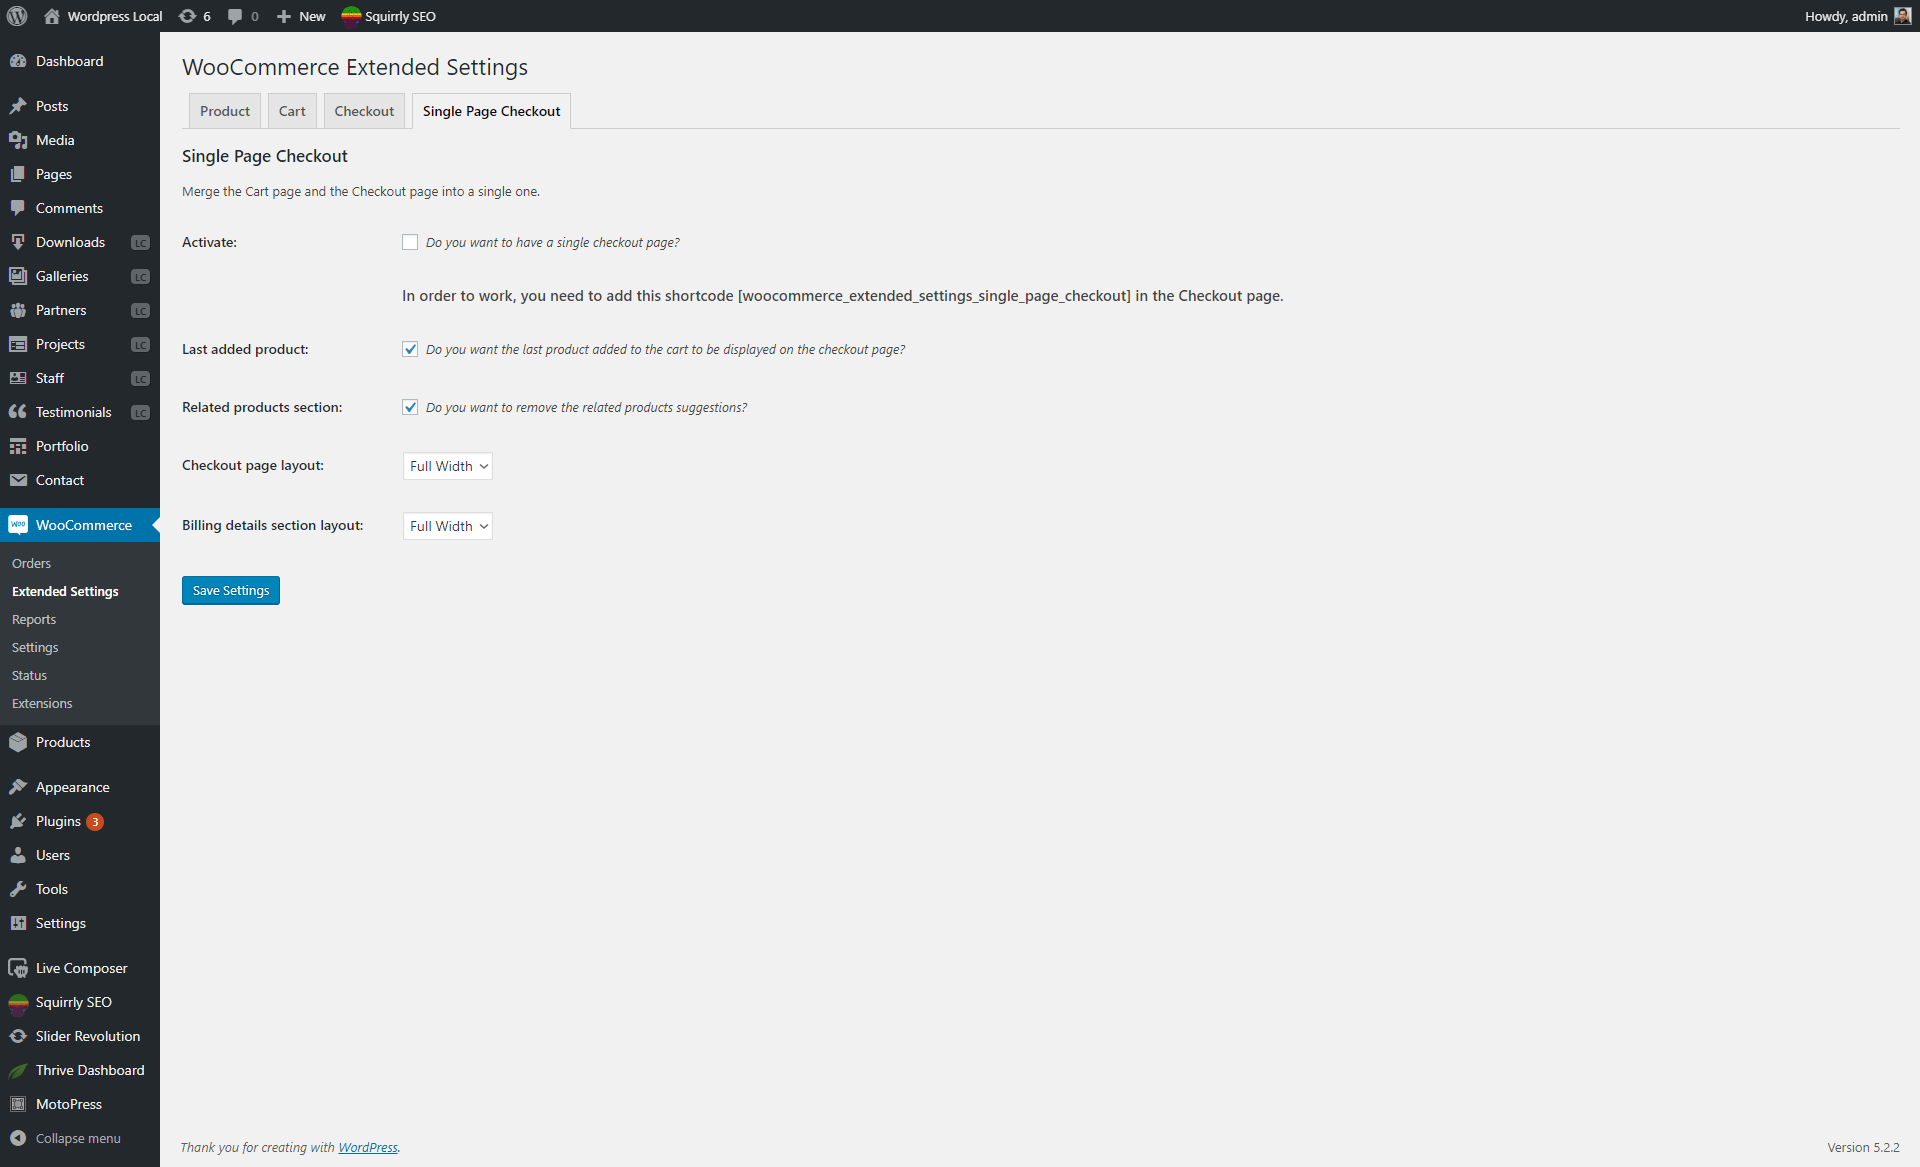 Wordpress Local 6 0 New Squirrly SEO Howdy, admin
Dashboard
Posts
Media
Pages
Comments
Downloads LC
Galleries LC
Partners LC
Projects LC
Staff LC
Testimonials LC
Portfolio
Contact
Woo WooCommerce
Orders
Extended Settings
Reports
Settings
Status
Extensions
Products
Appearance
Plugins 3
Users
Tools
Settings
Live Composer
Squirrly SEO
Slider Revolution
Thrive Dashboard
MotoPress
Collapse menu
WooCommerce Extended Settings
Product Cart Checkout Single Page Checkout
Single Page Checkout
Merge the Cart page and the Checkout page into a single one.
Activate: Do you want to have a single checkout page?
In order to work, you need to add this shortcode [woocommerce_extended_settings_single_page_checkout] in the Checkout page.
Last added product: Do you want the last product added to the cart to be displayed on the checkout page?
Related products section: Do you want to remove the related products suggestions?
Checkout page layout: Full Width
Billing details section layout: Full Width
Save Settings
Thank you for creating with WordPress. Version 5.2.2